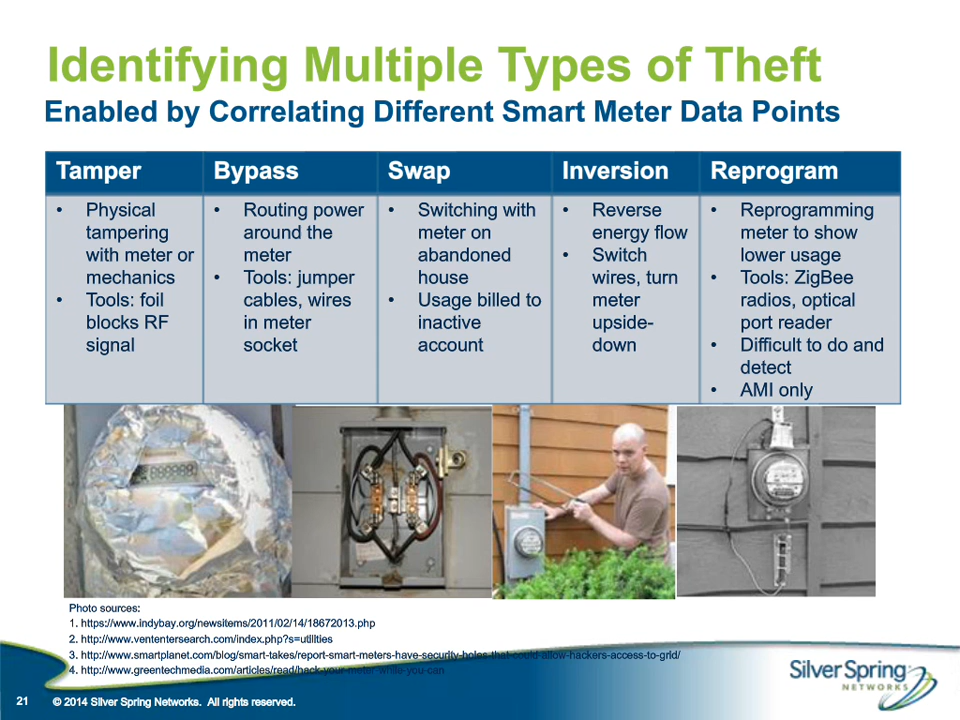 Identifying Multiple Types of Theft
Enabled by Correlating Different Smart Meter Data Points
Tamper
• Physical
tampering
with meter or
mechanics
• Tools: foil
blocks RF
signal
Bypass
• Routing power
around the
meter
• Tools: jumper
cables, wires
in meter
socket
Swap
• Switching with
meter on
abandoned
house
• Usage billed to
inactive
account
Inversion
• Reverse
energy flow
• Switch
wires, turn
meter
upside-
down
Reprogram
• Reprogramming
meter to show
lower usage
• Tools: ZigBee
radios, optical
port reader
• Difficult to do and
detect
• AMI only
Photo sources:
1. https://www.indybay.org/newsitems/2011/02/14/18672013.php
2. http://www.vententersearch.com/index.php?s=utilities
3. http://www.smartplanet.com/blog/smart-takes/report-smart-meters-have-security-holes-that-could-allow-hackers-access-to-grid/
4. http://www.greentechmedia.com/articles/read/hack-your-meter-while-you-can
21 © 2014 Silver Spring Networks. All rights reserved.
Silver Spring
NETWORKS